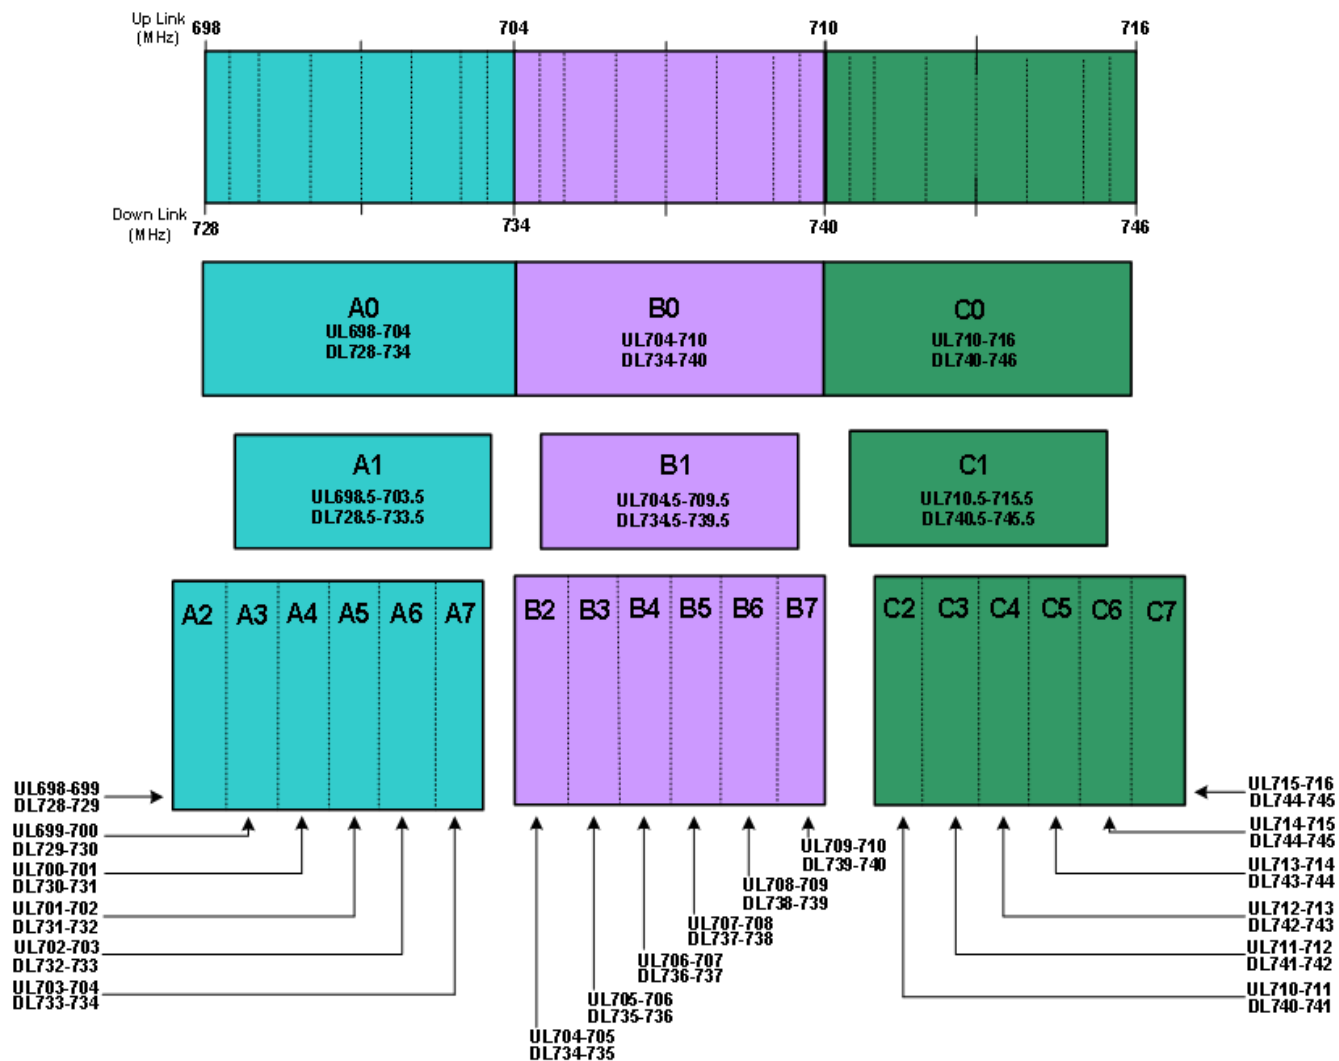 Up Link
(MHz)
698
704
710
716
Down Link
(MHz)
728
734
740
746
A0
UL698-704
DL728-734
B0
UL704-710
DL734-740
C0
UL710-716
DL740-746
A1
UL698.5-703.5
DL728.5-733.5
B1
UL704.5-709.5
DL734.5-739.5
C1
UL710.5-715.5
DL740.5-745.5
A2 A3 A4 A5 A6 A7
B2 B3 B4 B5 B6 B7
C2 C3 C4 C5 C6 C7
UL698-699
DL728-729
UL699-700
DL729-730
UL700-701
DL730-731
UL701-702
DL731-732
UL702-703
DL732-733
UL703-704
DL733-734
UL709-710
DL739-740
UL708-709
DL738-739
UL707-708
DL737-738
UL706-707
DL736-737
UL705-706
DL735-736
UL704-705
DL734-735
UL715-716
DL744-745
UL714-715
DL744-745
UL713-714
DL743-744
UL712-713
DL742-743
UL711-712
DL741-742
UL710-711
DL740-741